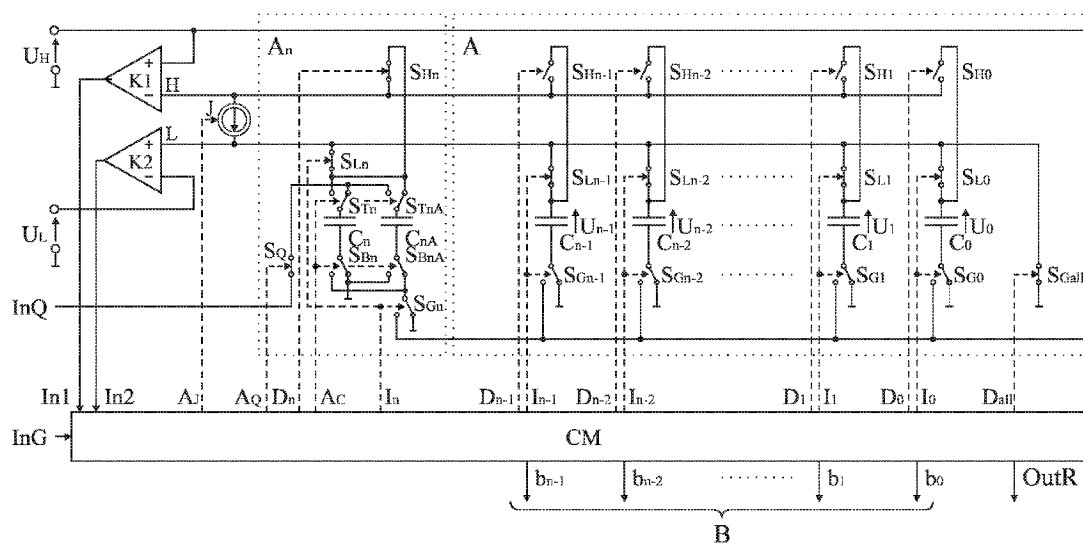 An A
UH
+ K1 − H
SHn SHn-1 SHn-2 SH1 SH0
J
L
+ K2 −
SLn SLn-1 SLn-2 SL1 SL0
UL
STn STnA
Cn CnA
Un-1 Un-2 U1 U0
Cn-1 Cn-2 C1 C0
SQ SBn SBnA
SGn SGn-1 SGn-2 SG1 SG0 SGall
InQ
In1 In2 AJ AQ Dn AC In Dn-1 In-1 Dn-2 In-2 D1 I1 D0 I0 Dall
InG CM
bn-1 bn-2 b1 b0 OutR
B